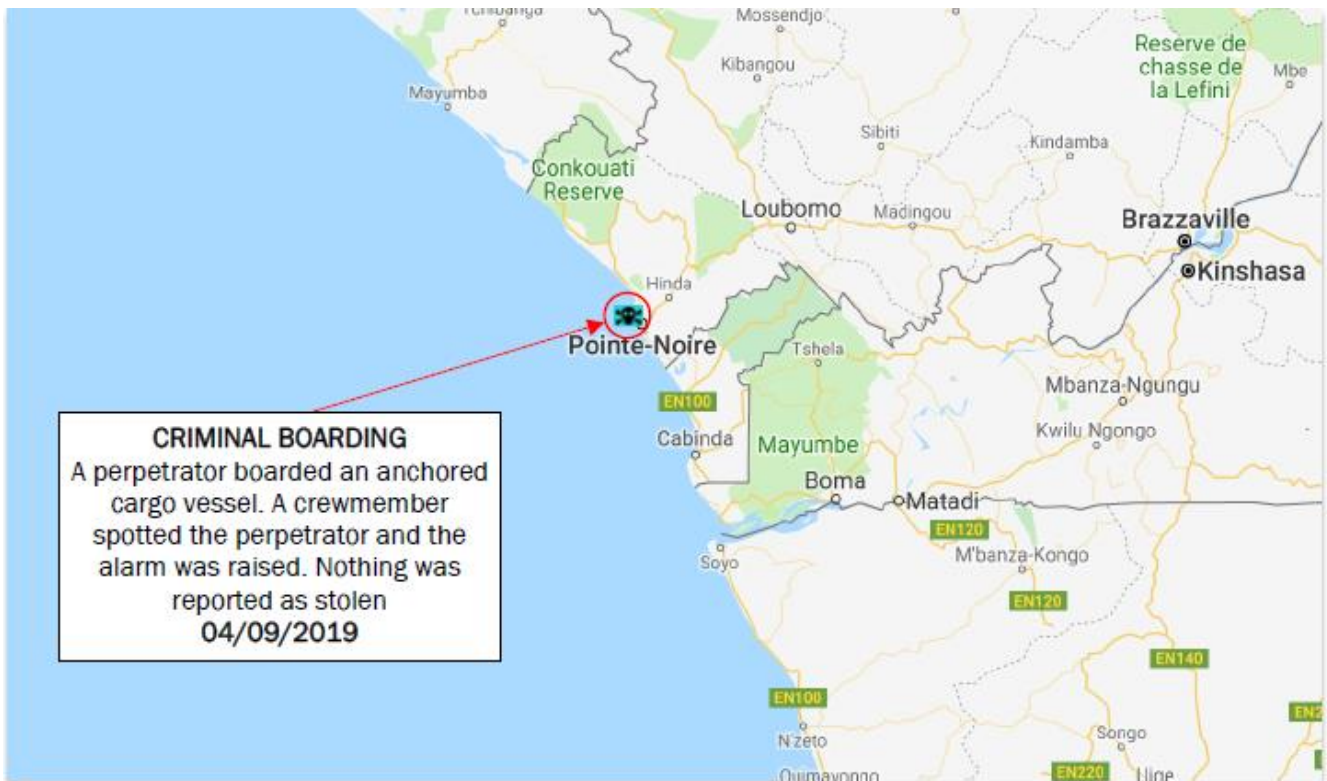 Tchibanga
Mossendjo
Reserve de
chasse de
la Lefini
Mbe
Kibangou
Mayumba
Sibiti
Kindamba
Conkouati
Reserve
Loubomo
Madingou
Brazzaville
Kinshasa
Hinda
Pointe-Noire
Tshela
EN100
Mbanza-Ngungu
Cabinda
Mayumbe
Kwilu Ngongo
Boma
Matadi
EN120
Soyo
M'banza-Kongo
EN120
CRIMINAL BOARDING
A perpetrator boarded an anchored
cargo vessel. A crewmember
spotted the perpetrator and the
alarm was raised. Nothing was
reported as stolen
04/09/2019
EN140
EN100
N'zeto
Songo
EN220